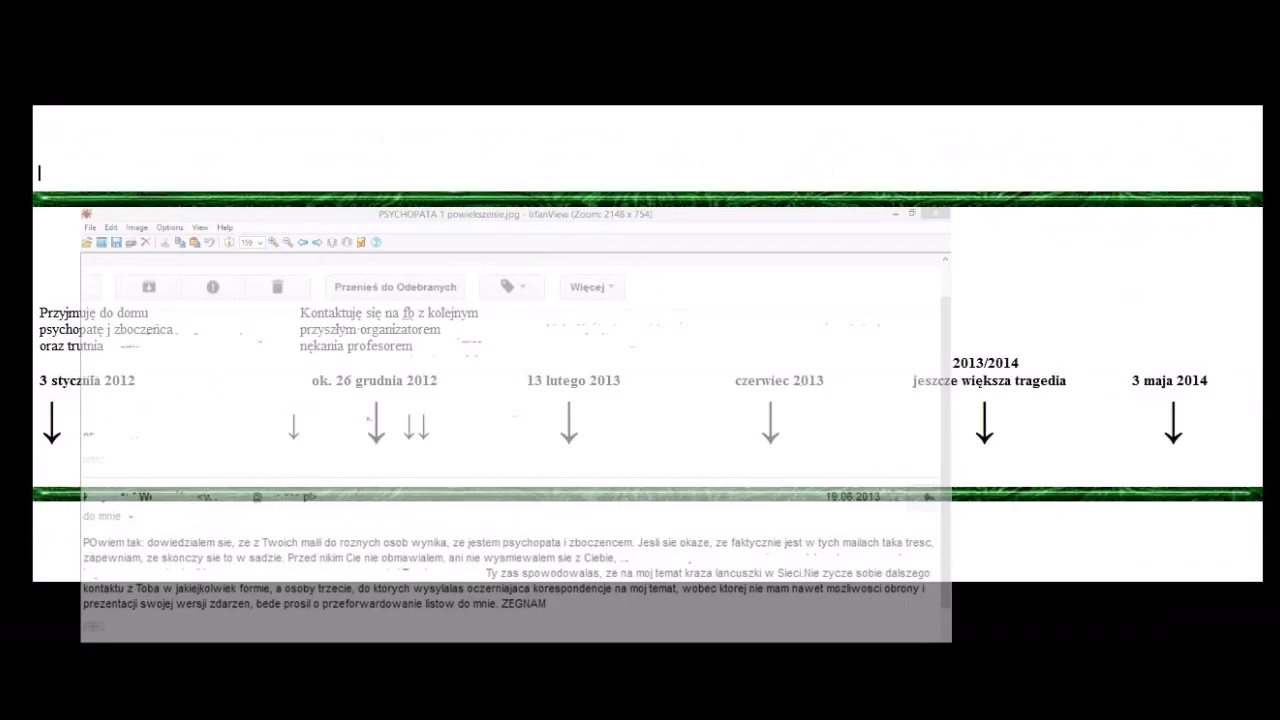 PSYCHOPATA 1 powiekszenie.jpg - IrfanView (Zoom: 2148 x 754)
File Edit Image Options View Help
159
Przenieś do Odebranych Więcej
Przyjmuję do domu
psychopatę j zboczeńca
oraz trutnia
Kontaktuję się na fb z kolejnym
przyszłym organizatorem
nękania profesorem
2013/2014
3 stycznia 2012 ok. 26 grudnia 2012 13 lutego 2013 czerwiec 2013 jeszcze większa tragedia 3 maja 2014
19.06.2013
do mnie
POwiem tak: dowiedzialem sie, ze z Twoich maili do roznych osob wynika, ze jestem psychopata i zboczencem. Jesli sie okaze, ze faktycznie jest w tych mailach taka tresc,
zapewniam, ze skonczy sie to w sadzie. Przed nikim Cie nie obmawialem, ani nie wysmiewalem sie z Ciebie, ...
Ty zas spowodowalas, ze na moj temat kraza lancuszki w Sieci.Nie zycze sobie dalszego
kontaktu z Toba w jakiejkolwiek formie, a osoby trzecie, do ktorych wysylalas oczerniajaca korespondencje na moj temat, wobec ktorej nie mam nawet mozliwosci obrony i
prezentacji swojej wersji zdarzen, bede prosil o przeforwardowanie listow do mnie. ZEGNAM